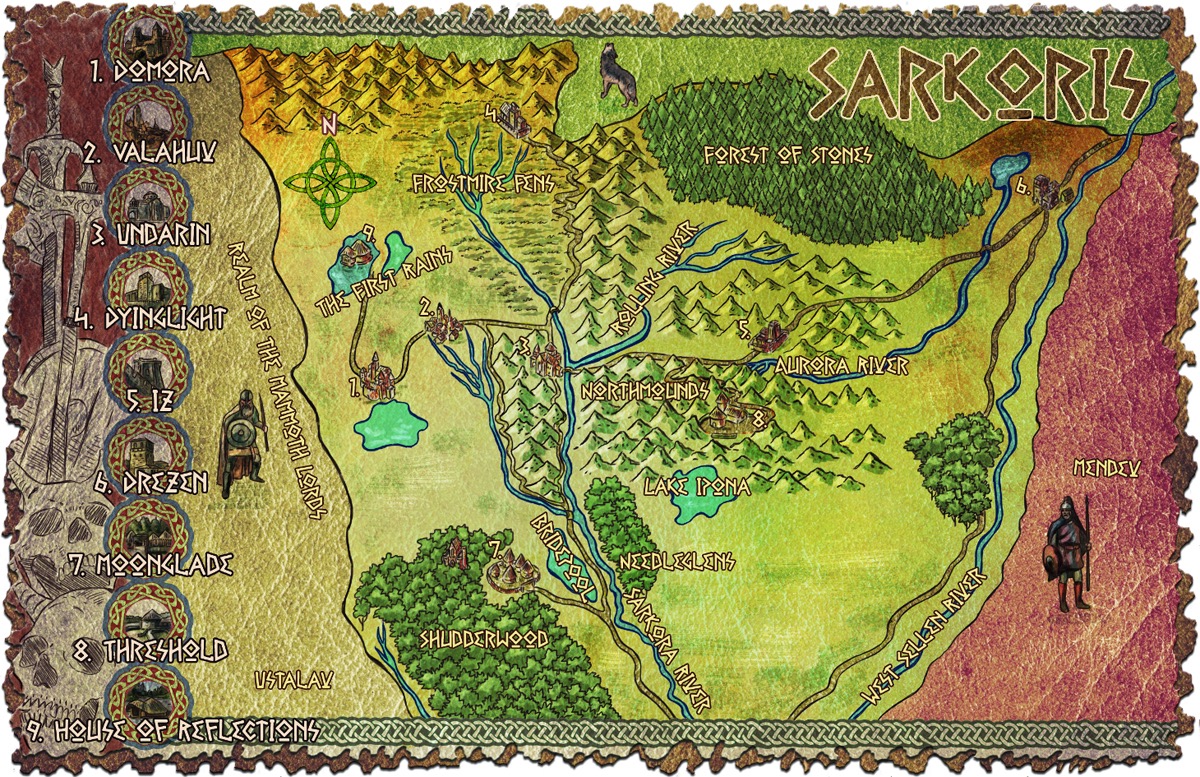 SARKORIS
1. DOMORA
2. VALAHUV
3. UNDARIN
4. DYINGLIGHT
5. IZ
6. DREZEN
7. MOONGLADE
8. THRESHOLD
9. HOUSE OF REFLECTIONS
N
4.
FROSTMIRE FENS
FOREST OF STONES
6.
9.
THE FIRST RAINS
REALM OF THE MAMMOTH LORDS
2.
ROLLING RIVER
3.
5.
1.
AURORA RIVER
NORTHMOUNDS
8.
MENDEV
LAKE IPONA
7.
BRIDESPOOL
NEEDLEGLENS
SHUDDERWOOD
SARKORA RIVER
WEST SELLEN RIVER
USTALAV